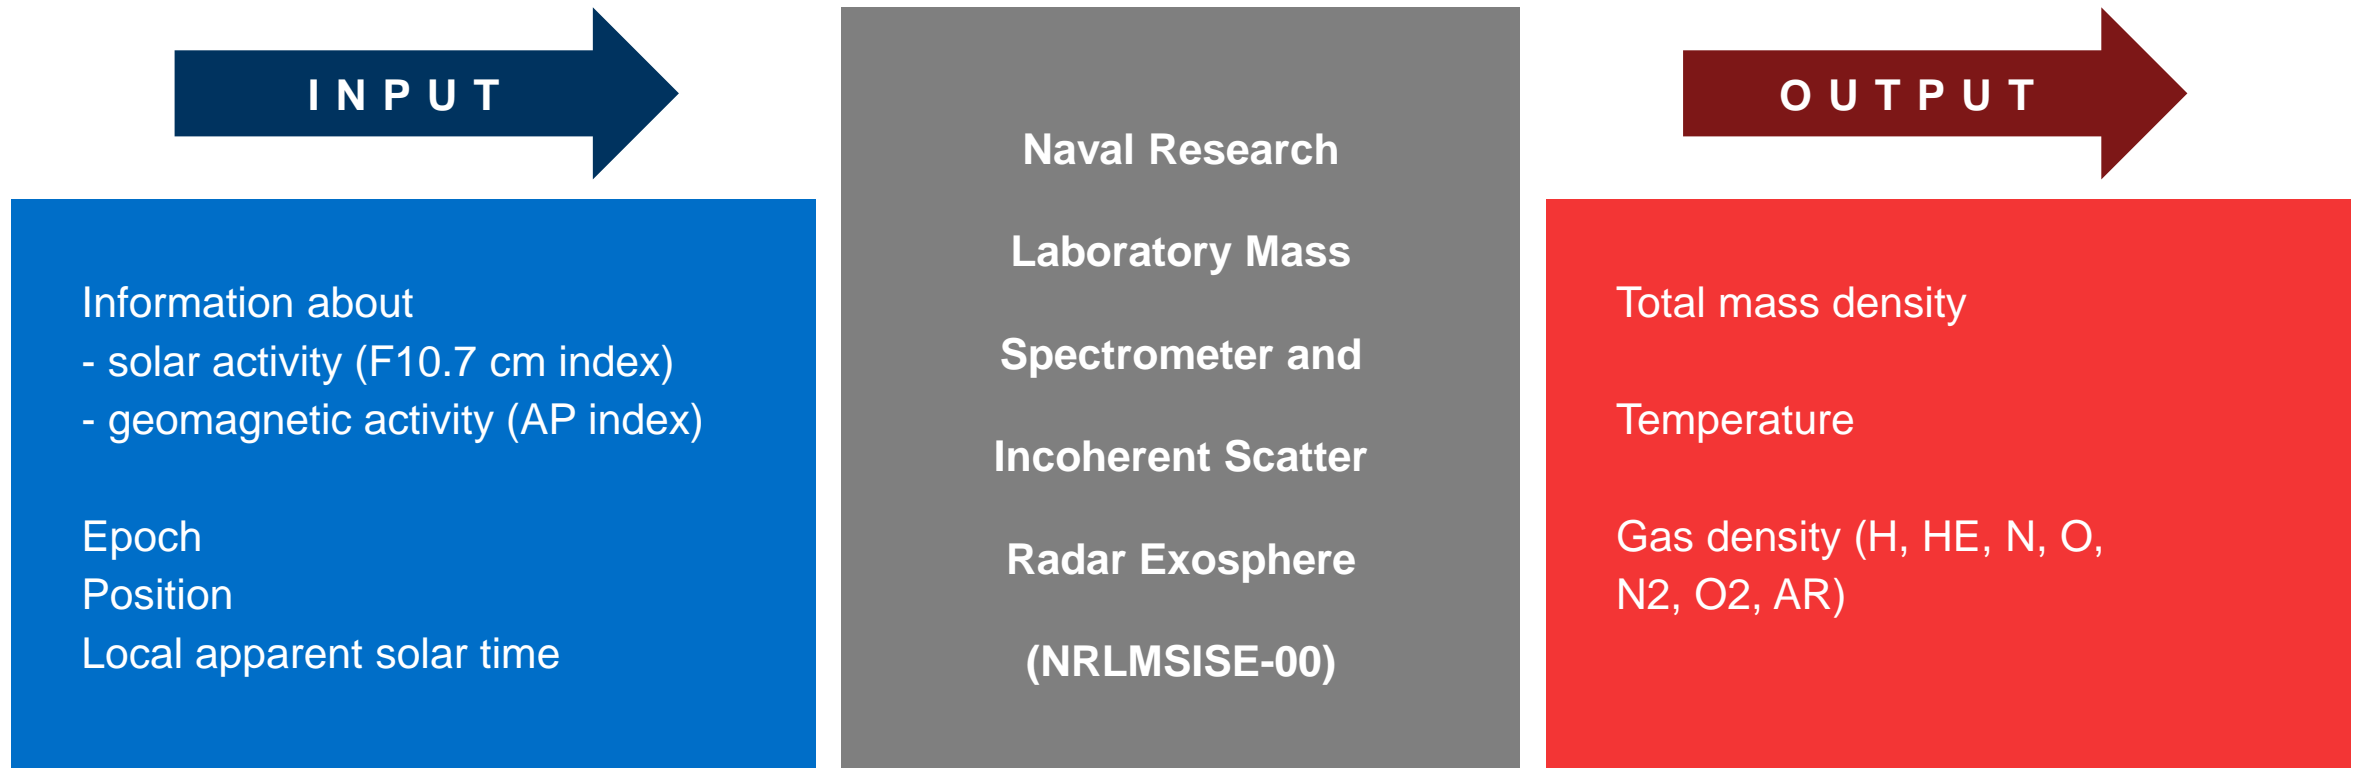 INPUT
Information about
- solar activity (F10.7 cm index)
- geomagnetic activity (AP index)
Epoch
Position
Local apparent solar time
Naval Research
Laboratory Mass
Spectrometer and
Incoherent Scatter
Radar Exosphere
(NRLMSISE-00)
OUTPUT
Total mass density
Temperature
Gas density (H, HE, N, O,
N2, O2, AR)